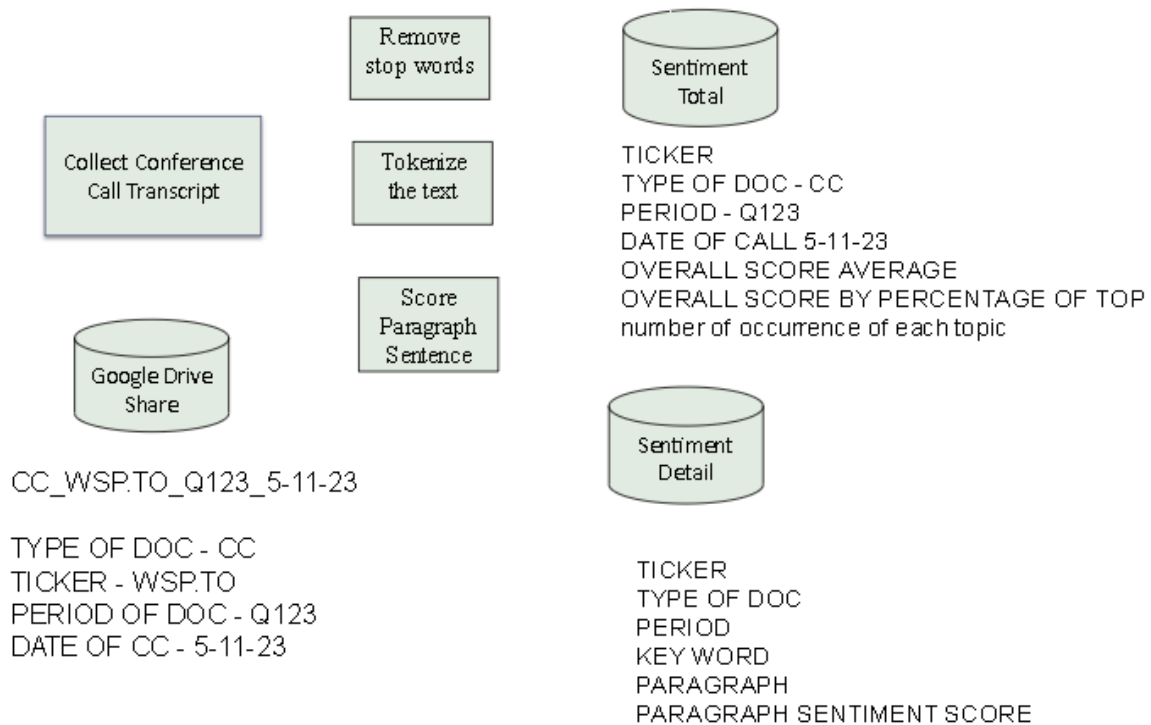 Remove
stop words
Sentiment
Total
Collect Conference
Call Transcript
Tokenize
the text
TICKER
TYPE OF DOC - CC
PERIOD - Q123
DATE OF CALL 5-11-23
OVERALL SCORE AVERAGE
OVERALL SCORE BY PERCENTAGE OF TOP
number of occurrence of each topic
Score
Paragraph
Sentence
Google Drive
Share
Sentiment
Detail
CC_WSP.TO_Q123_5-11-23
TYPE OF DOC - CC
TICKER - WSP.TO
PERIOD OF DOC - Q123
DATE OF CC - 5-11-23
TICKER
TYPE OF DOC
PERIOD
KEY WORD
PARAGRAPH
PARAGRAPH SENTIMENT SCORE